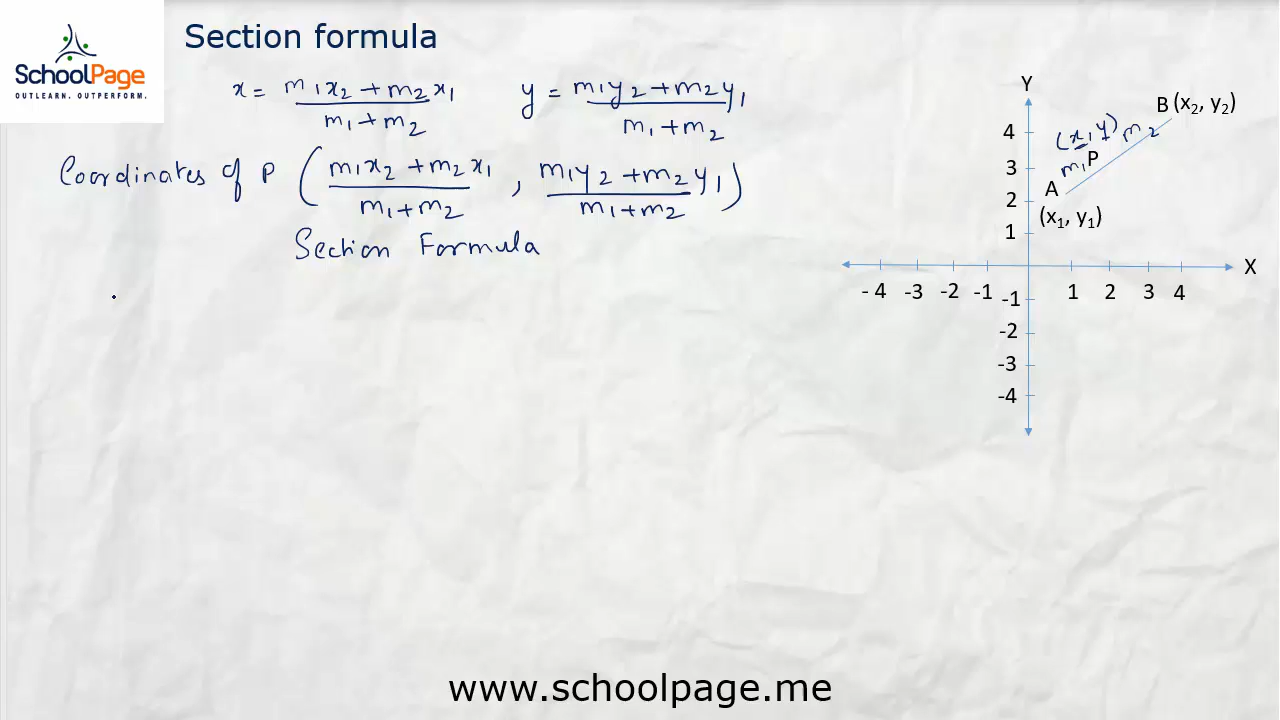 SchoolPage
OUTLEARN. OUTPERFORM.
Section formula
x = m₁x₂ + m₂x₁ / m₁ + m₂
y = m₁y₂ + m₂y₁ / m₁ + m₂
Coordinates of P ( m₁x₂ + m₂x₁ / m₁ + m₂ , m₁y₂ + m₂y₁ / m₁ + m₂ )
Section Formula
Y
B (x₂, y₂)
(x, y) m₂
m₁ P
A
(x₁, y₁)
4
3
2
1
X
-4 -3 -2 -1 1 2 3 4
-1
-2
-3
-4
www.schoolpage.me